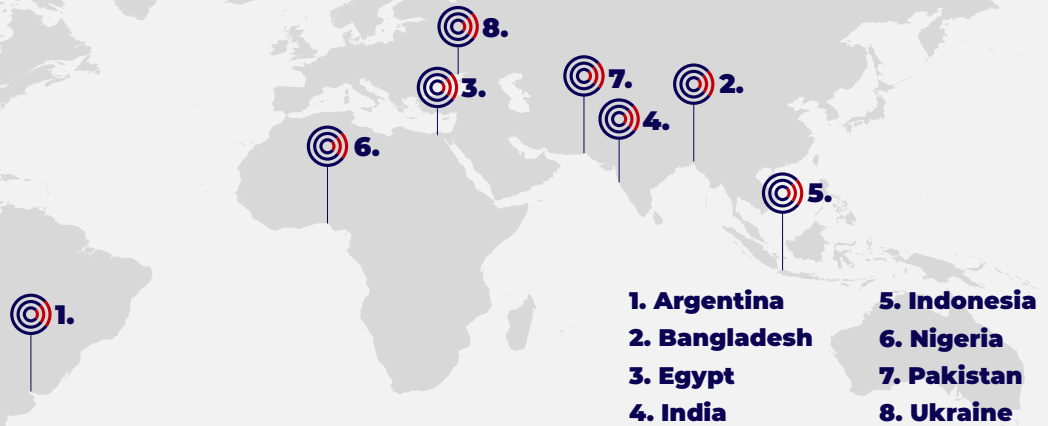 8.
3.
7.
2.
4.
6.
5.
1.
1. Argentina
2. Bangladesh
3. Egypt
4. India
5. Indonesia
6. Nigeria
7. Pakistan
8. Ukraine